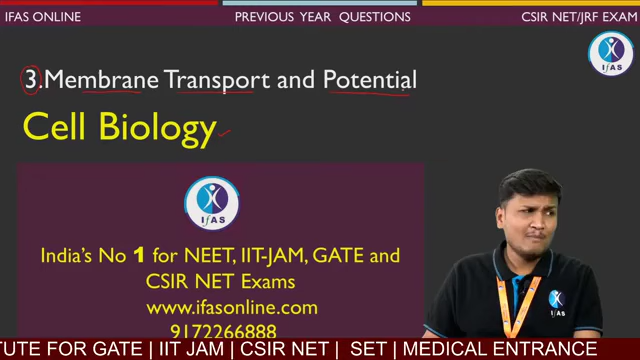 IFAS ONLINE PREVIOUS YEAR QUESTIONS CSIR NET/JRF EXAM
IfAS
3.Membrane Transport and Potential
Cell Biology
IfAS
India's No 1 for NEET, IIT-JAM, GATE and
CSIR NET Exams
www.ifasonline.com
9172266888
IfAS
TUTE FOR GATE | IIT JAM | CSIR NET | SET | MEDICAL ENTRANCE